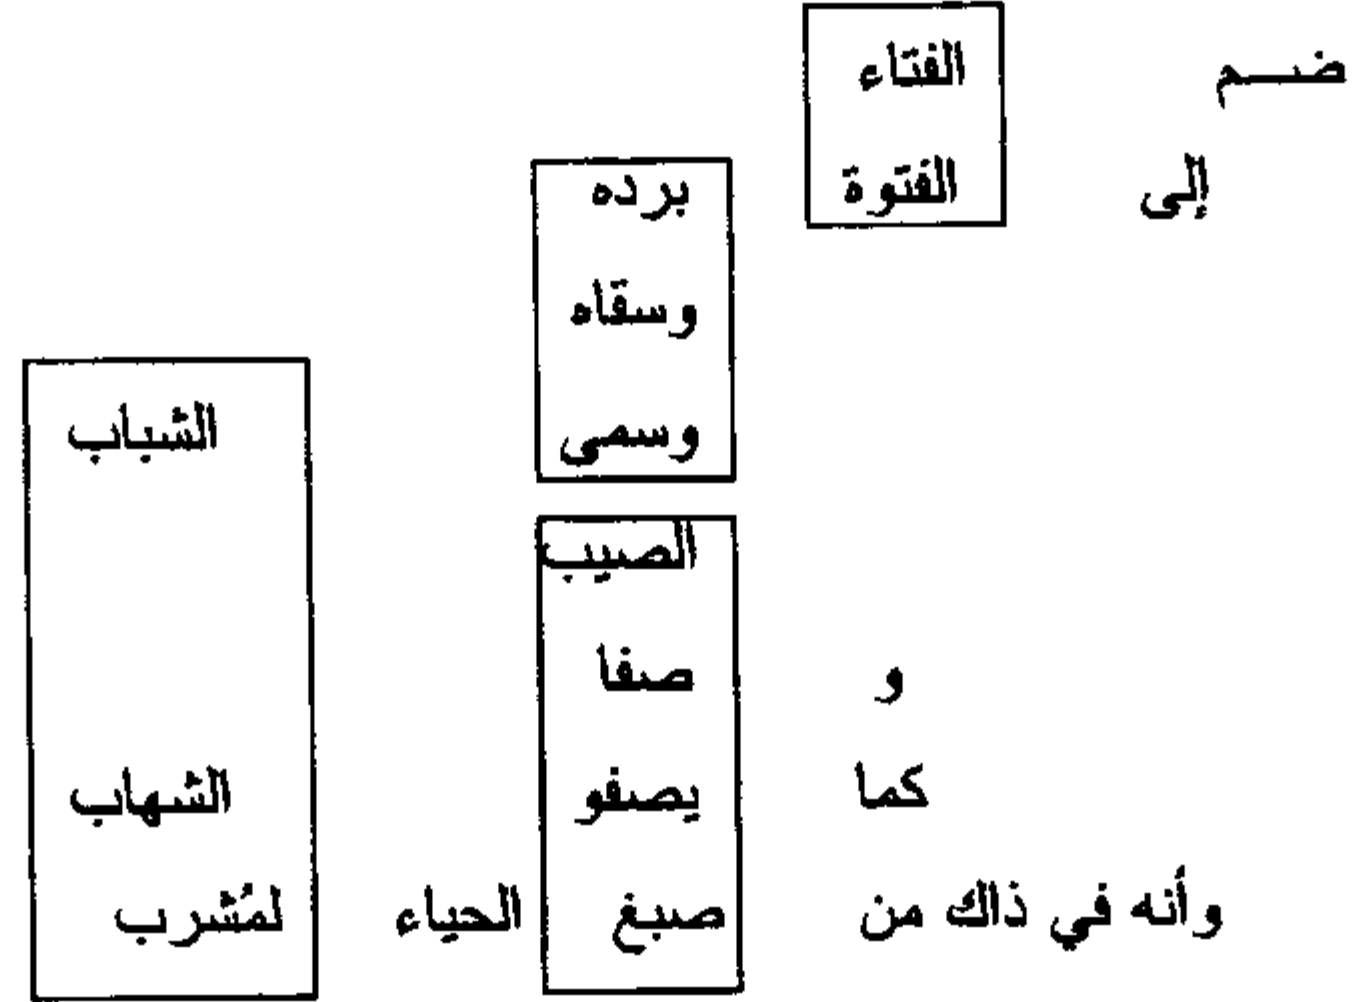 ضم الفتاء
إلى الفتوة برده
وسقاه
وسمى الشباب
الصيب
و صفا
كما يصفو الشهاب
وأنه في ذاك من صبغ الحياء لمُشرب